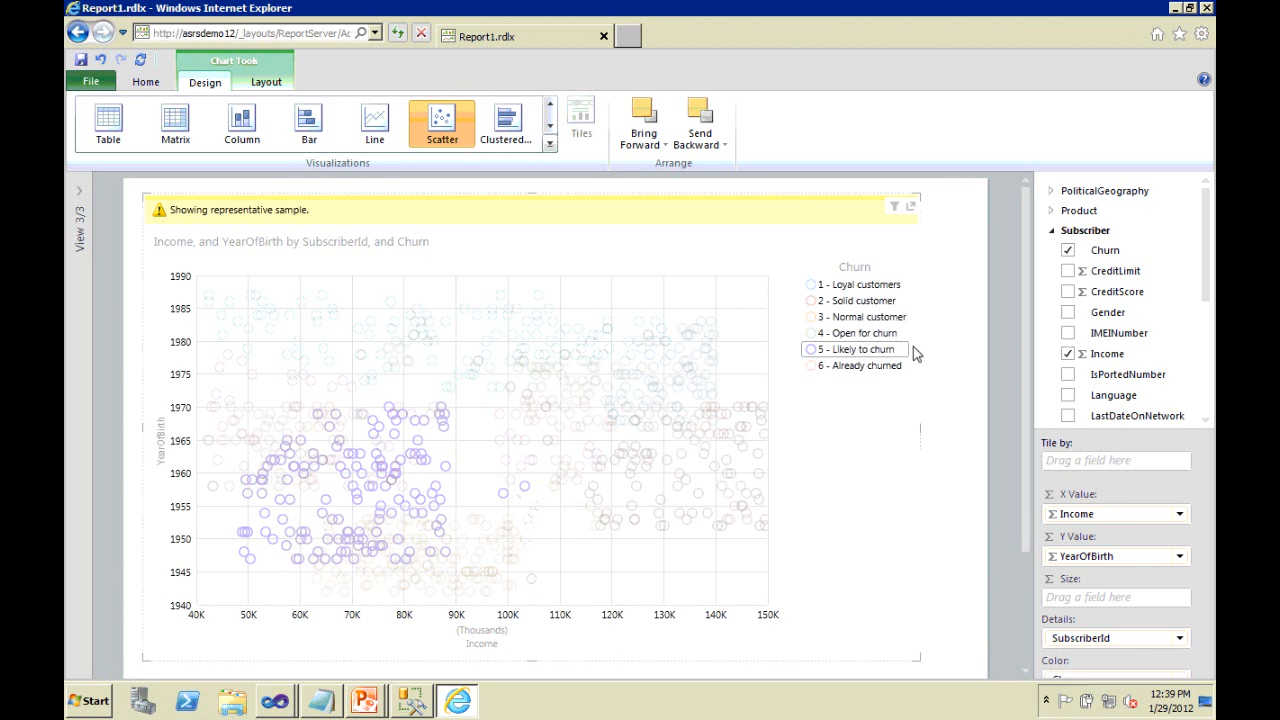 Report1.rdlx - Windows Internet Explorer
http://asrsdemo12/_layouts/ReportServer/Ac
Report1.rdlx
Chart Tools
File
Home
Design
Layout
Table
Matrix
Column
Bar
Line
Scatter
Clustered...
Tiles
Bring Forward
Send Backward
Visualizations
Arrange
View 3/3
Showing representative sample.
Income, and YearOfBirth by SubscriberId, and Churn
YearOfBirth
1990
1985
1980
1975
1970
1965
1960
1955
1950
1945
1940
40K 50K 60K 70K 80K 90K 100K 110K 120K 130K 140K 150K
(Thousands)
Income
Churn
1 - Loyal customers
2 - Solid customer
3 - Normal customer
4 - Open for churn
5 - Likely to churn
6 - Already churned
PoliticalGeography
Product
Subscriber
Churn
Σ CreditLimit
Σ CreditScore
Gender
IMEINumber
Σ Income
IsPortedNumber
Language
LastDateOnNetwork
Tile by:
Drag a field here
Σ X Value:
Σ Income
Σ Y Value:
Σ YearOfBirth
Σ Size:
Drag a field here
Details:
SubscriberId
Color:
Start
12:39 PM
1/29/2012